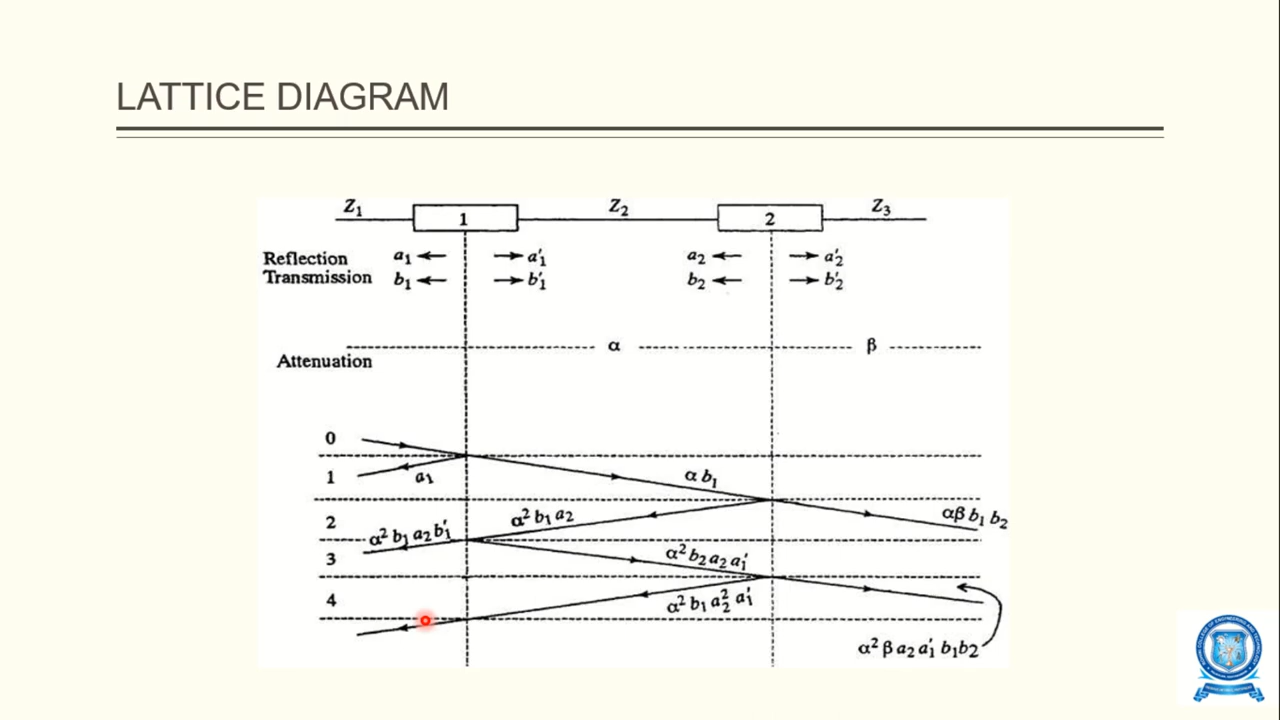 LATTICE DIAGRAM
Z₁ 1 Z₂ 2 Z₃
Reflection a₁ a′₁ a₂ a′₂
Transmission b₁ b′₁ b₂ b′₂
α β
Attenuation
0
1 a₁ α b₁
2 α² b₁ a₂ αβ b₁ b₂
α² b₁ a₂ b′₁
3 α² b₂ a₂ a′₁
4 α² b₁ a₂² a′₁
α² β a₂ a′₁ b₁b₂